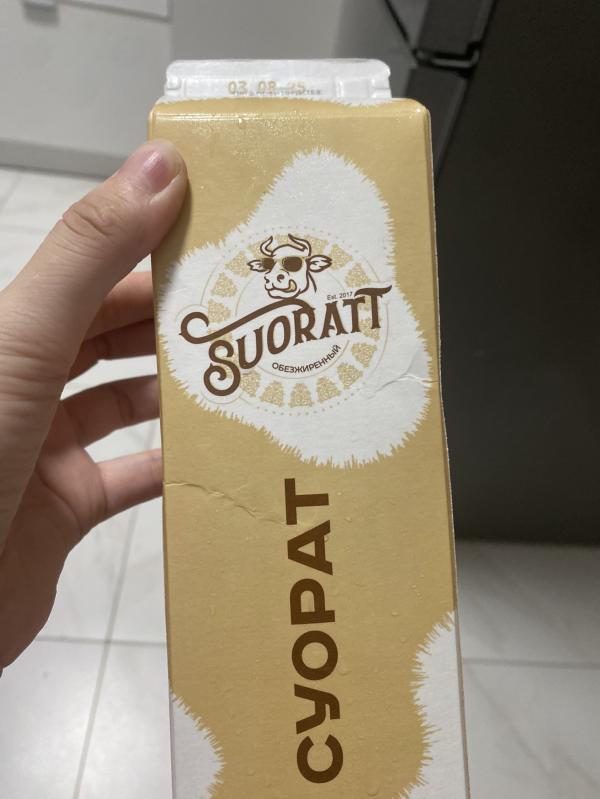 03 08 25
Est. 2017
SUORATT
ОБЕЗЖИРЕННЫЙ
СУОРАТ